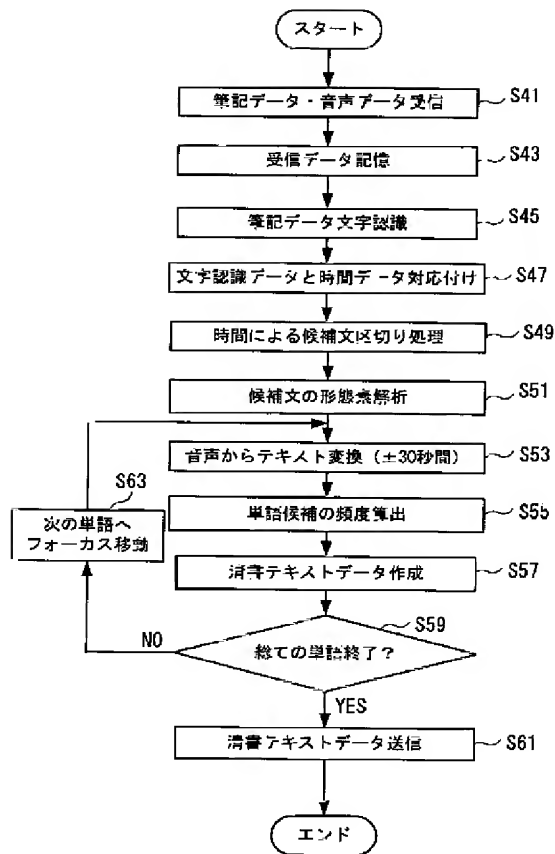 スタート
筆記データ・音声データ受信
S41
受信データ記憶
S43
筆記データ文字認識
S45
文字認識データと時間データ対応付け
S47
時間による候補文区切り処理
S49
候補文の形態素解析
S51
音声からテキスト変換(±30秒間)
S53
S63
次の単語へ
フォーカス移動
単語候補の頻度算出
S55
清書テキストデータ作成
S57
S59
総ての単語終了?
NO
YES
清書テキストデータ送信
S61
エンド